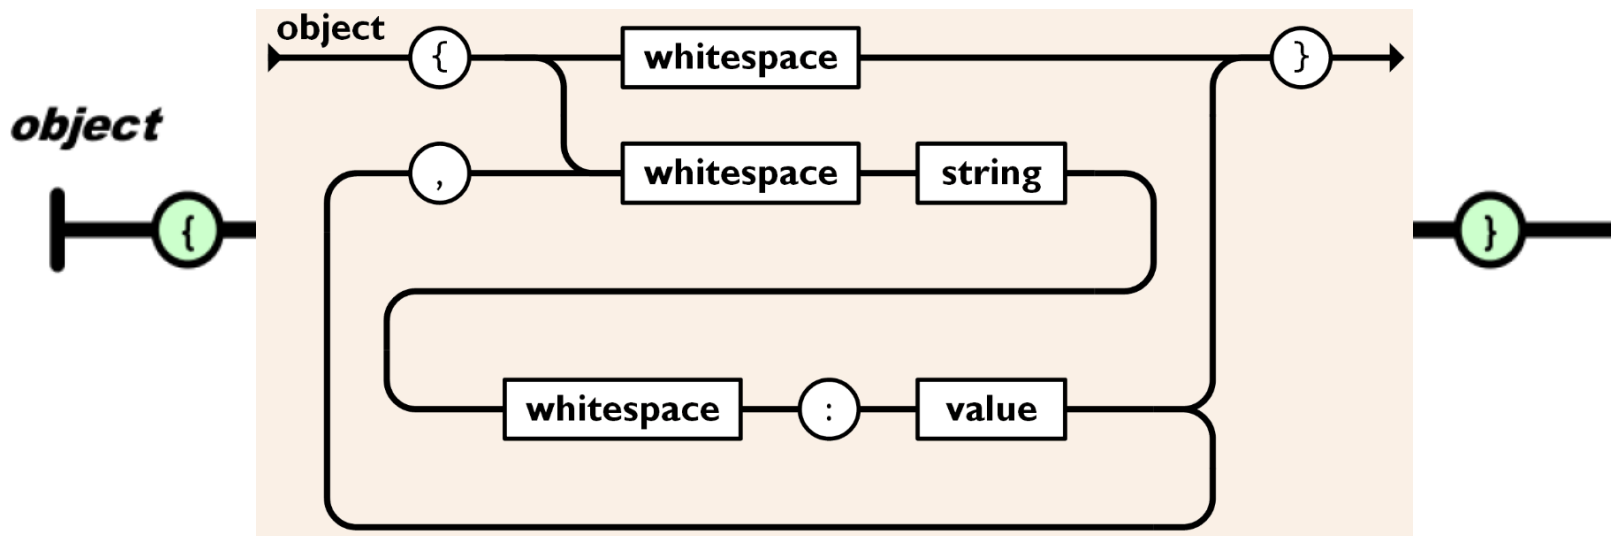 object
{ whitespace }
object
, whitespace string
{ }
whitespace : value